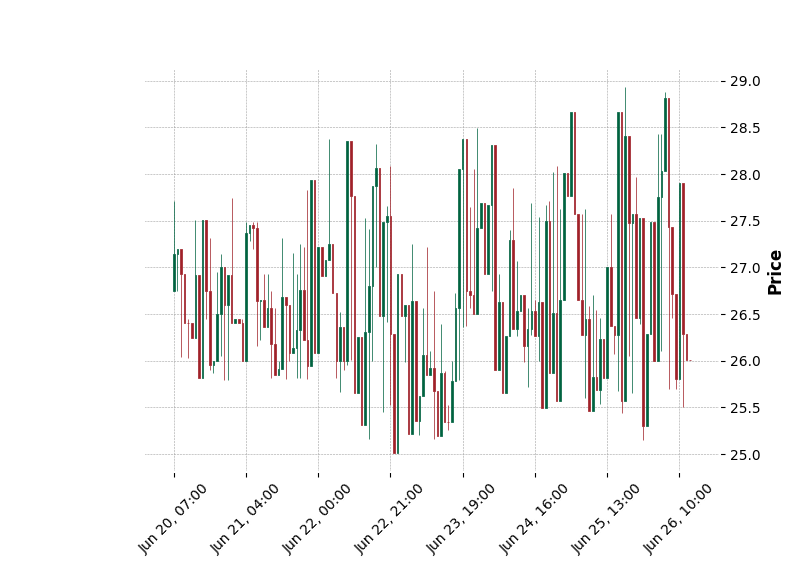 29.0
28.5
28.0
27.5
27.0
26.5
26.0
25.5
25.0
Price
Jun 20, 07:00
Jun 21, 04:00
Jun 22, 00:00
Jun 22, 21:00
Jun 23, 19:00
Jun 24, 16:00
Jun 25, 13:00
Jun 26, 10:00